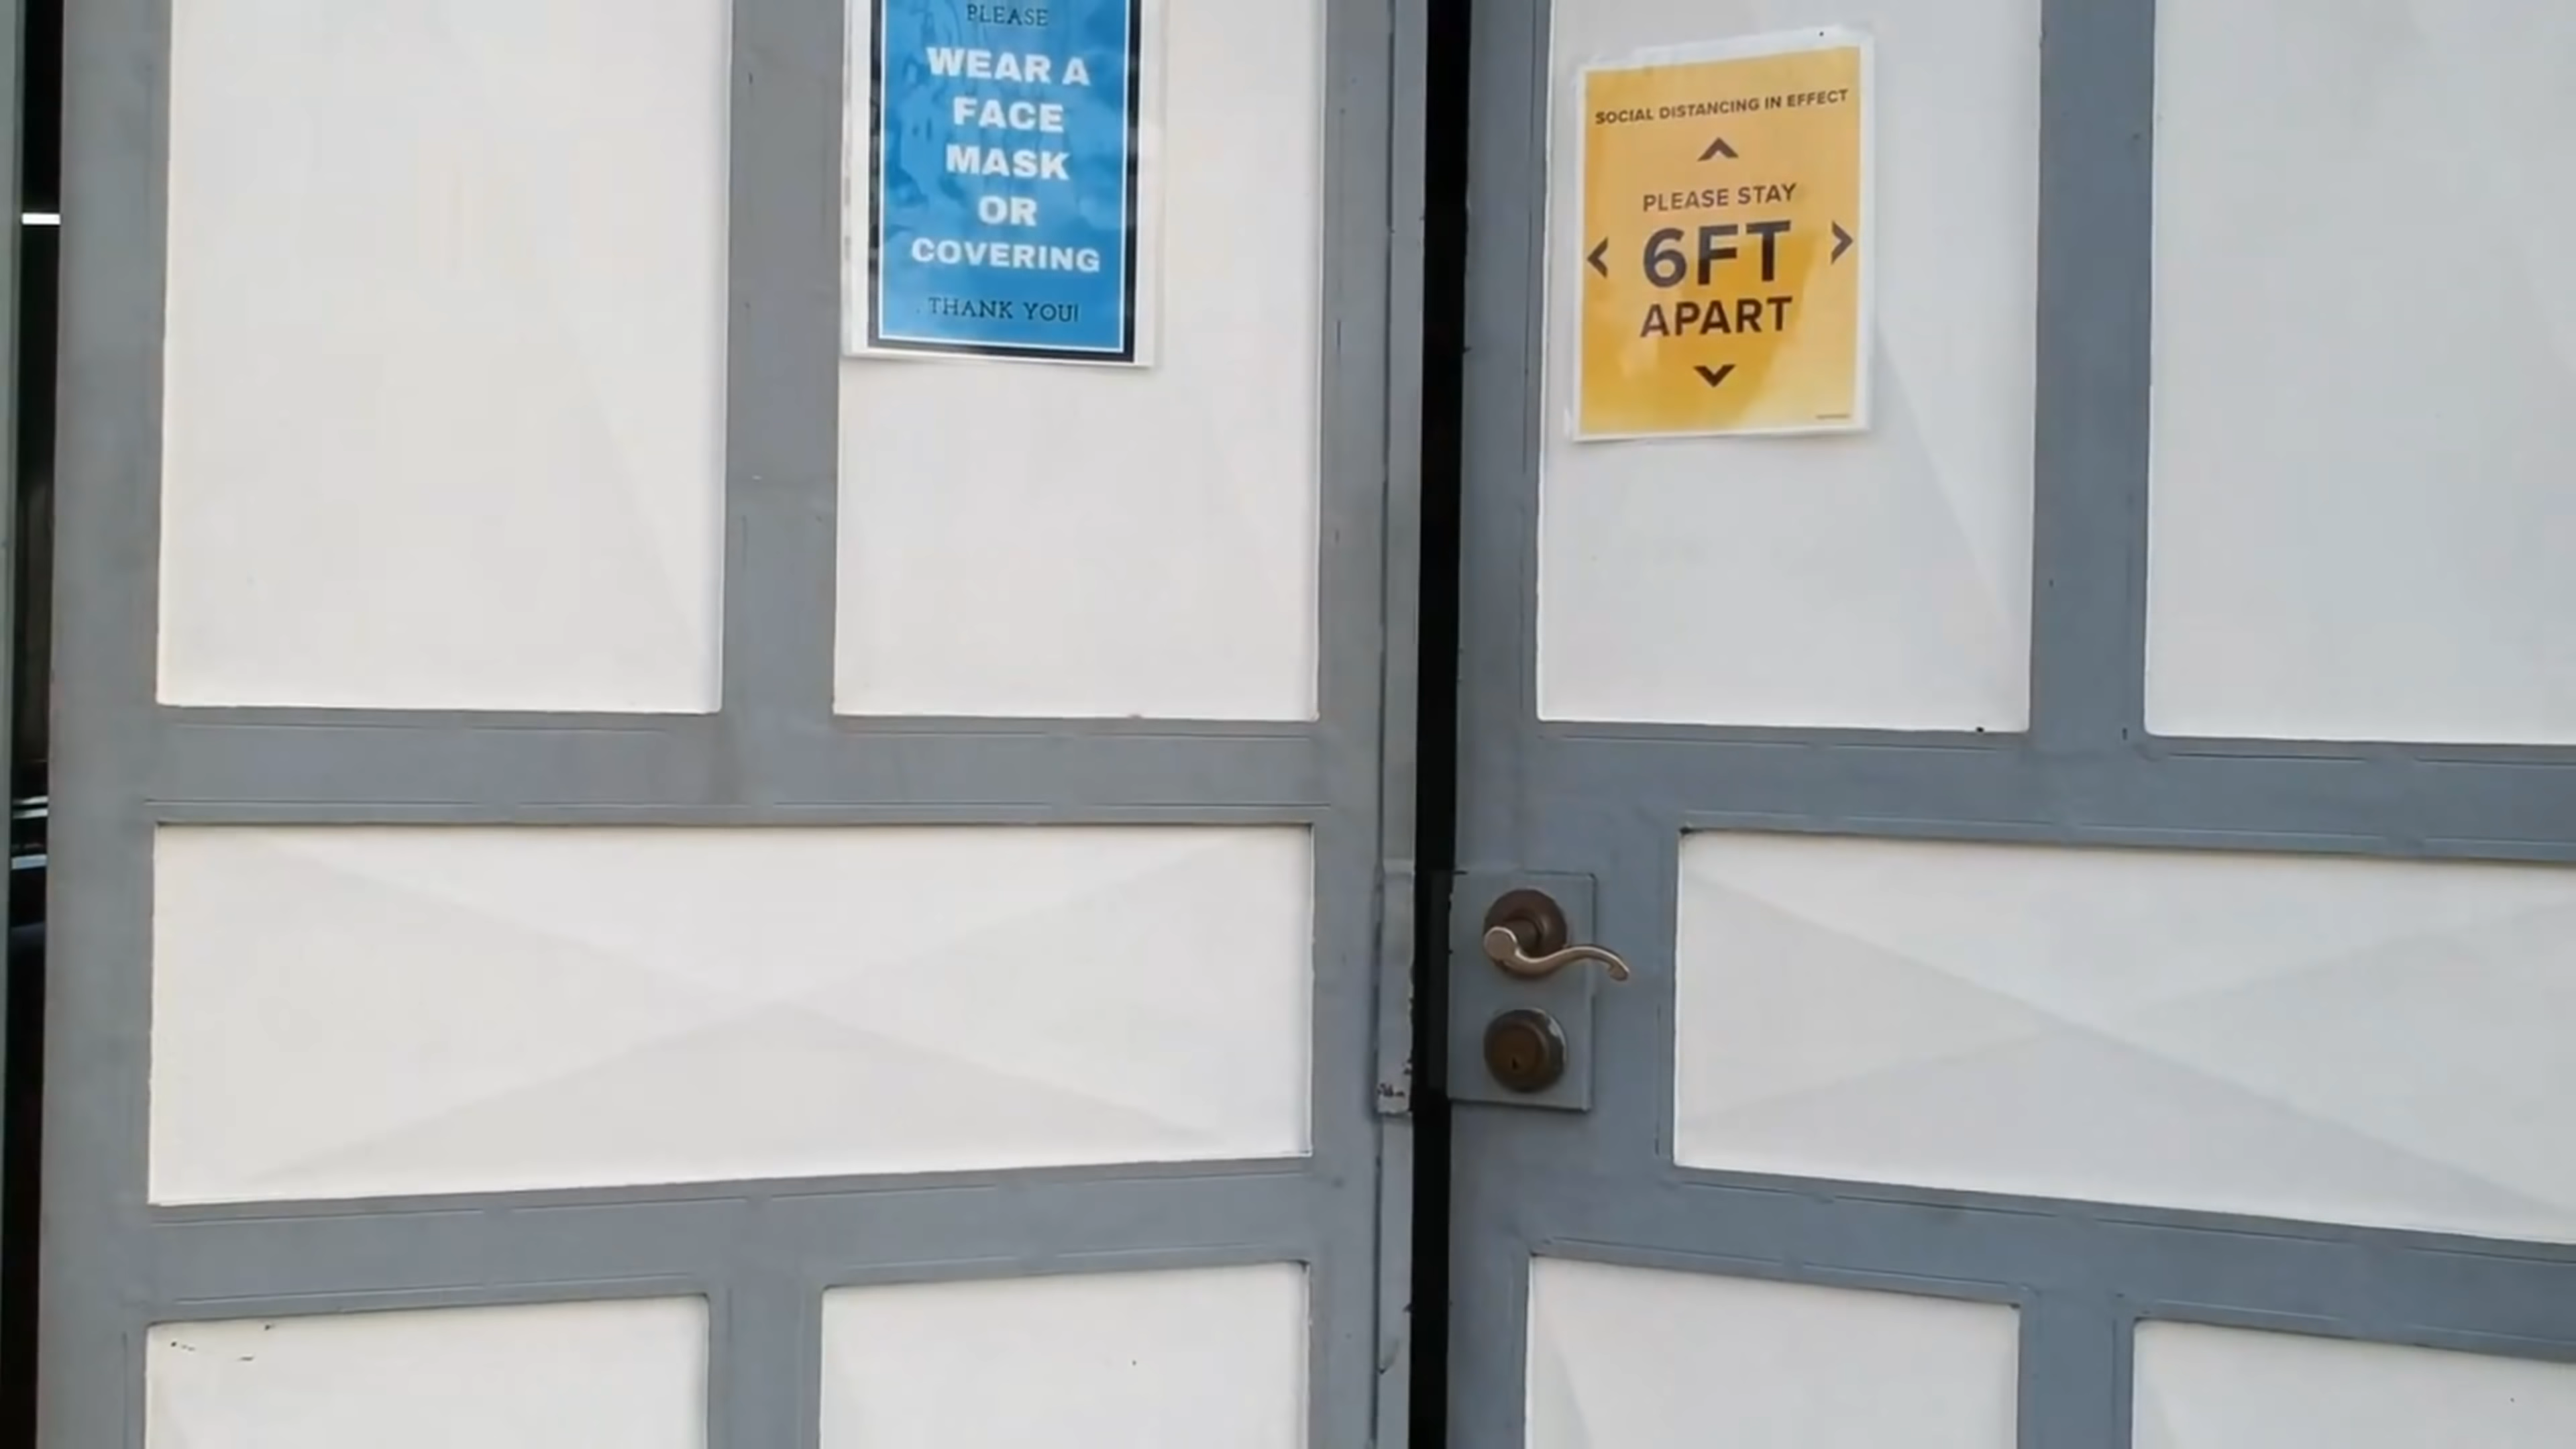 PLEASE
WEAR A
FACE
MASK
OR
COVERING
THANK YOU!
SOCIAL DISTANCING IN EFFECT
PLEASE STAY
6FT
APART